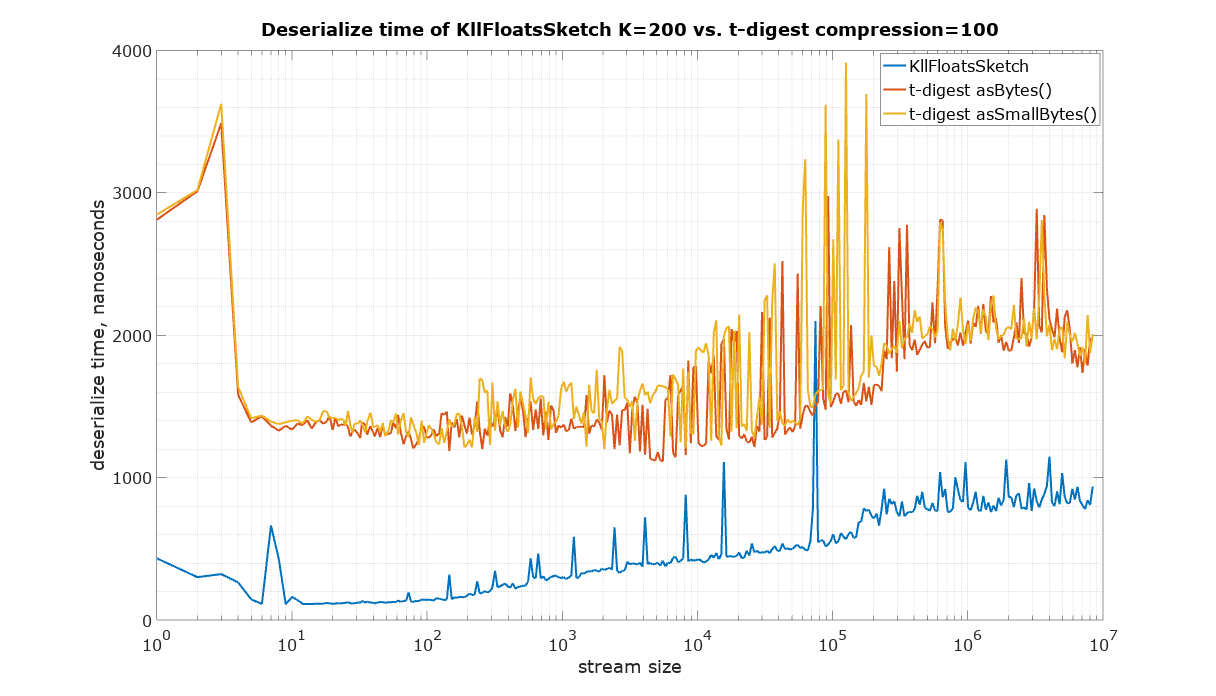 Deserialize time of KllFloatsSketch K=200 vs. t-digest compression=100
KllFloatsSketch
t-digest asBytes()
t-digest asSmallBytes()
deserialize time, nanoseconds
4000
3000
2000
1000
0
10^0 10^1 10^2 10^3 10^4 10^5 10^6 10^7
stream size